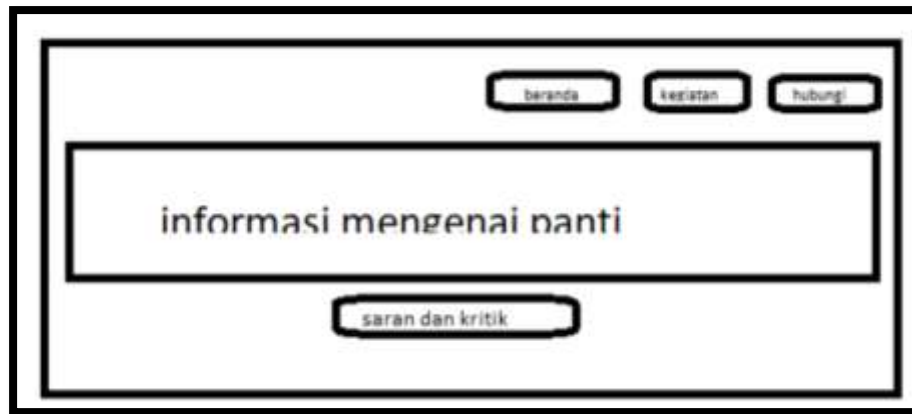 beranda kegiatan hubungi
informasi mengenai panti
saran dan kritik